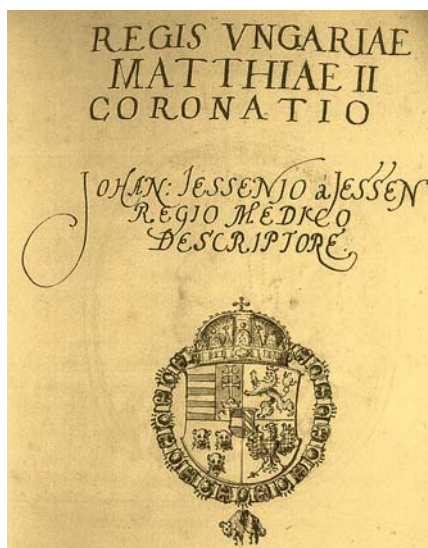 REGIS VNGARIAE
MATTHIAE II
CORONATIO
JOHAN: JESSENIO à JESSEN
REGIO MEDICO
DESCRIPTORE.